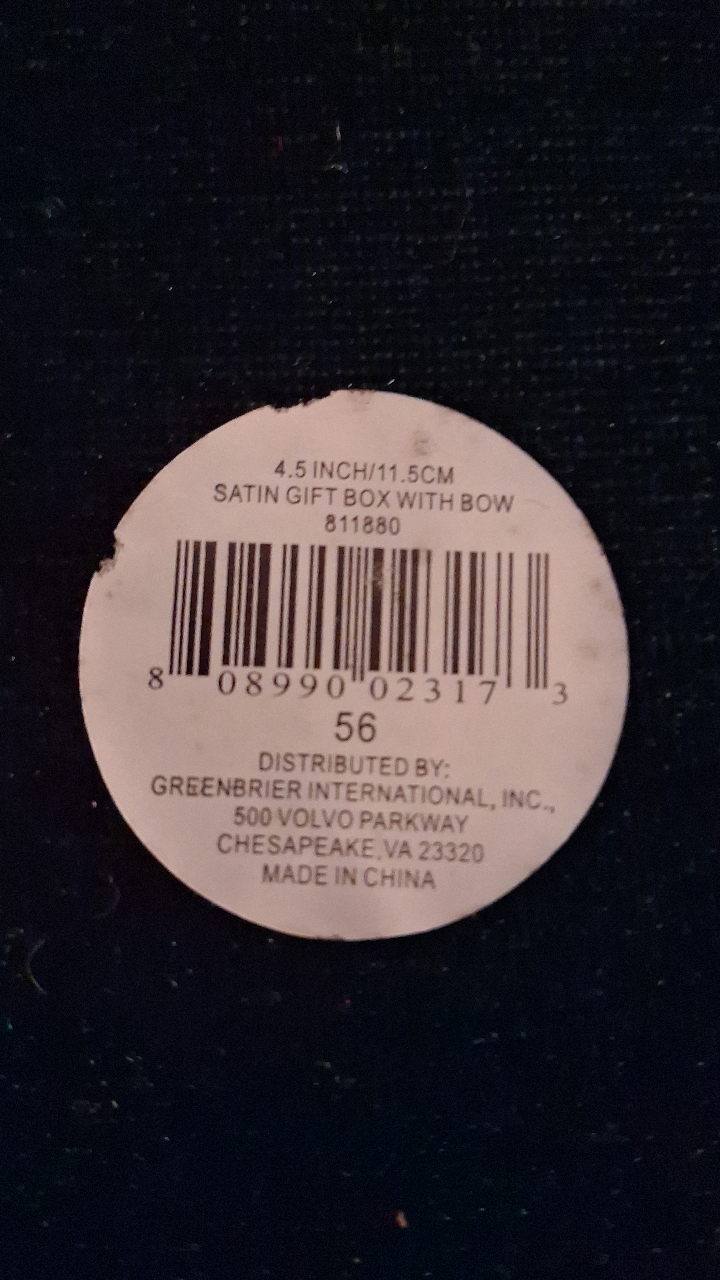 4.5 INCH/11.5CM
SATIN GIFT BOX WITH BOW
811880
8 08990 02317 3
56
DISTRIBUTED BY:
GREENBRIER INTERNATIONAL, INC.,
500 VOLVO PARKWAY
CHESAPEAKE, VA 23320
MADE IN CHINA